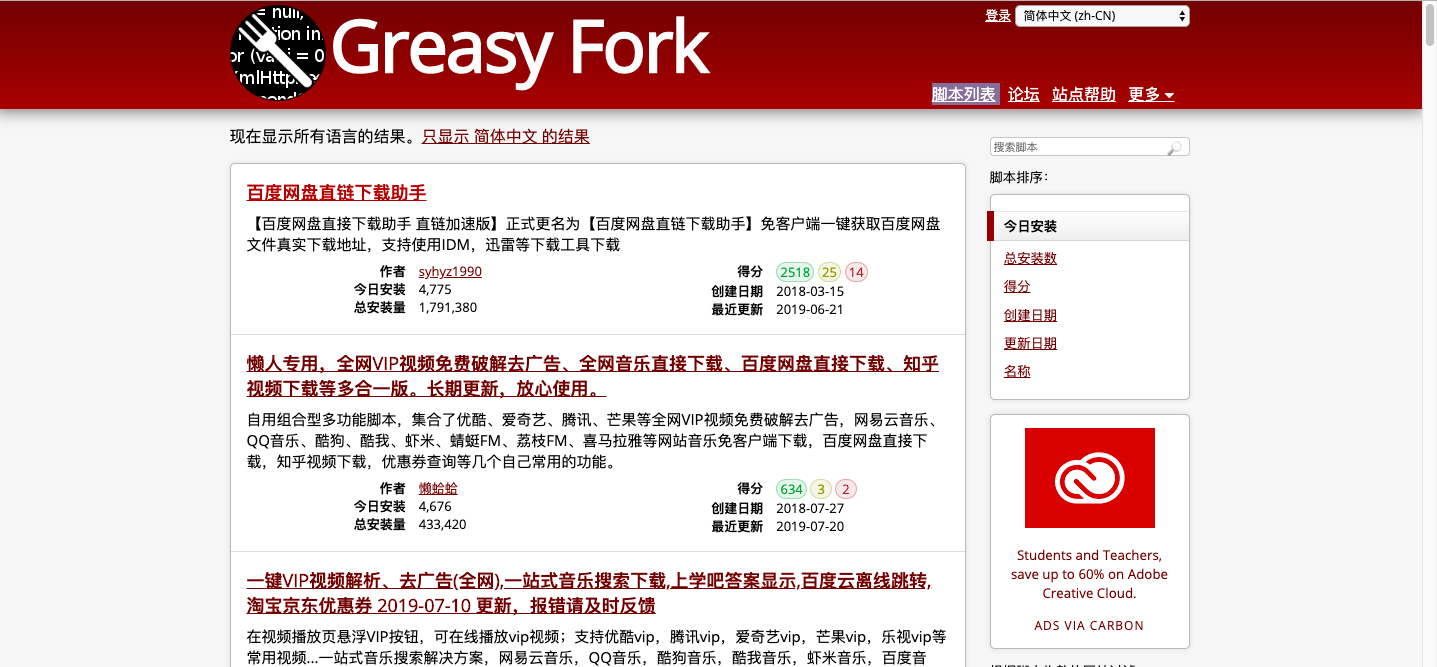 = null,
ction in
or (va i = 0
XmlHttp
Greasy Fork
登录
简体中文 (zh-CN)
脚本列表 论坛 站点帮助 更多
现在显示所有语言的结果。只显示 简体中文 的结果
百度网盘直链下载助手
【百度网盘直接下载助手 直链加速版】正式更名为【百度网盘直链下载助手】免客户端一键获取百度网盘
文件真实下载地址，支持使用IDM，迅雷等下载工具下载
作者 syhyz1990
今日安装 4,775
总安装量 1,791,380
得分 2518 25 14
创建日期 2018-03-15
最近更新 2019-06-21
懒人专用，全网VIP视频免费破解去广告、全网音乐直接下载、百度网盘直接下载、知乎
视频下载等多合一版。长期更新，放心使用。
自用组合型多功能脚本，集合了优酷、爱奇艺、腾讯、芒果等全网VIP视频免费破解去广告，网易云音乐、
QQ音乐、酷狗、酷我、虾米、蜻蜓FM、荔枝FM、喜马拉雅等网站音乐免客户端下载，百度网盘直接下
载，知乎视频下载，优惠券查询等几个自己常用的功能。
作者 懒蛤蛤
今日安装 4,676
总安装量 433,420
得分 634 3 2
创建日期 2018-07-27
最近更新 2019-07-20
一键VIP视频解析、去广告(全网),一站式音乐搜索下载,上学吧答案显示,百度云离线跳转,
淘宝京东优惠券 2019-07-10 更新，报错请及时反馈
在视频播放页悬浮VIP按钮，可在线播放vip视频；支持优酷vip，腾讯vip，爱奇艺vip，芒果vip，乐视vip等
常用视频...一站式音乐搜索解决方案，网易云音乐，QQ音乐，酷狗音乐，酷我音乐，虾米音乐，百度音
搜索脚本
脚本排序：
今日安装
总安装数
得分
创建日期
更新日期
名称
Students and Teachers,
save up to 60% on Adobe
Creative Cloud.
ADS VIA CARBON